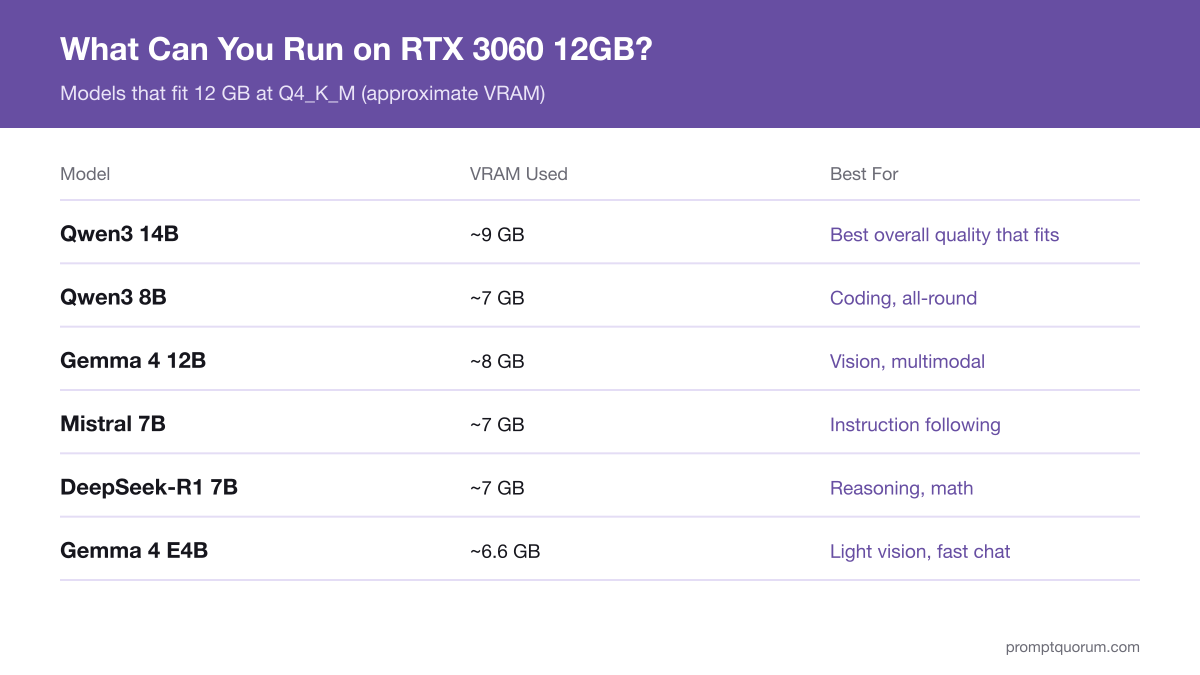 What Can You Run on RTX 3060 12GB?
Models that fit 12 GB at Q4_K_M (approximate VRAM)
Model VRAM Used Best For
Qwen3 14B ~9 GB Best overall quality that fits
Qwen3 8B ~7 GB Coding, all-round
Gemma 4 12B ~8 GB Vision, multimodal
Mistral 7B ~7 GB Instruction following
DeepSeek-R1 7B ~7 GB Reasoning, math
Gemma 4 E4B ~6.6 GB Light vision, fast chat
promptquorum.com